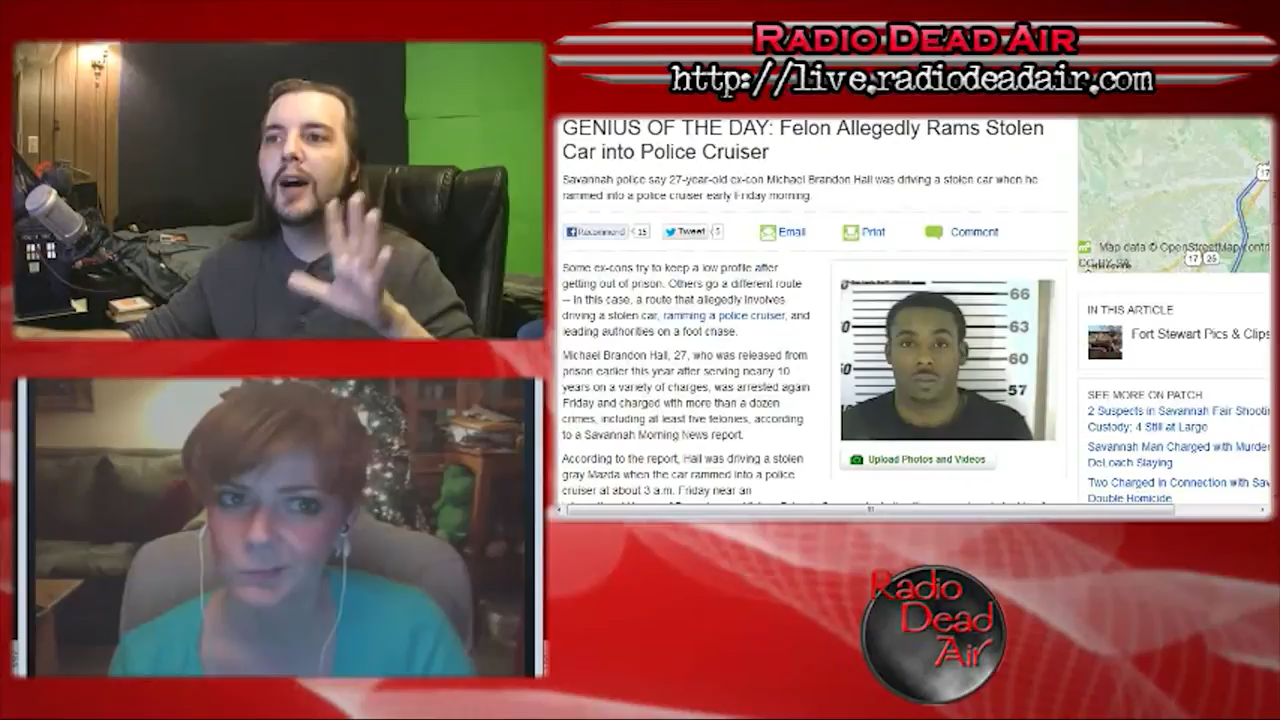 Radio Dead Air
http://live.radiodeadair.com
GENIUS OF THE DAY: Felon Allegedly Rams Stolen
Car into Police Cruiser
Savannah police say 27-year-old ex-con Michael Brandon Hall was driving a stolen car when he
rammed into a police cruiser early Friday morning.
Recommend 15 Tweet 5 Email Print Comment
Some ex-cons try to keep a low profile after
getting out of prison. Others go a different route
– in this case, a route that allegedly involves
driving a stolen car, ramming a police cruiser, and
leading authorities on a foot chase.
Michael Brandon Hall, 27, who was released from
prison earlier this year after serving nearly 10
years on a variety of charges, was arrested again
Friday and charged with more than a dozen
crimes, including all least five felonies, according
to a Savannah Morning News report.
According to the report, Hall was driving a stolen
gray Mazda when the car rammed into a police
cruiser at about 3 a.m. Friday near an
66
63
60
57
Upload Photos and Videos
17
Map data © OpenStreetMap contri
CC-BY-SA
17 25
IN THIS ARTICLE
Fort Stewart Pics & Clips
SEE MORE ON PATCH
2 Suspects in Savannah Fair Shooti
Custody; 4 Still at Large
Savannah Man Charged with Murder
DeLoach Slaying
Two Charged in Connection with Sav
Double Homicide
Radio
Dead
Air